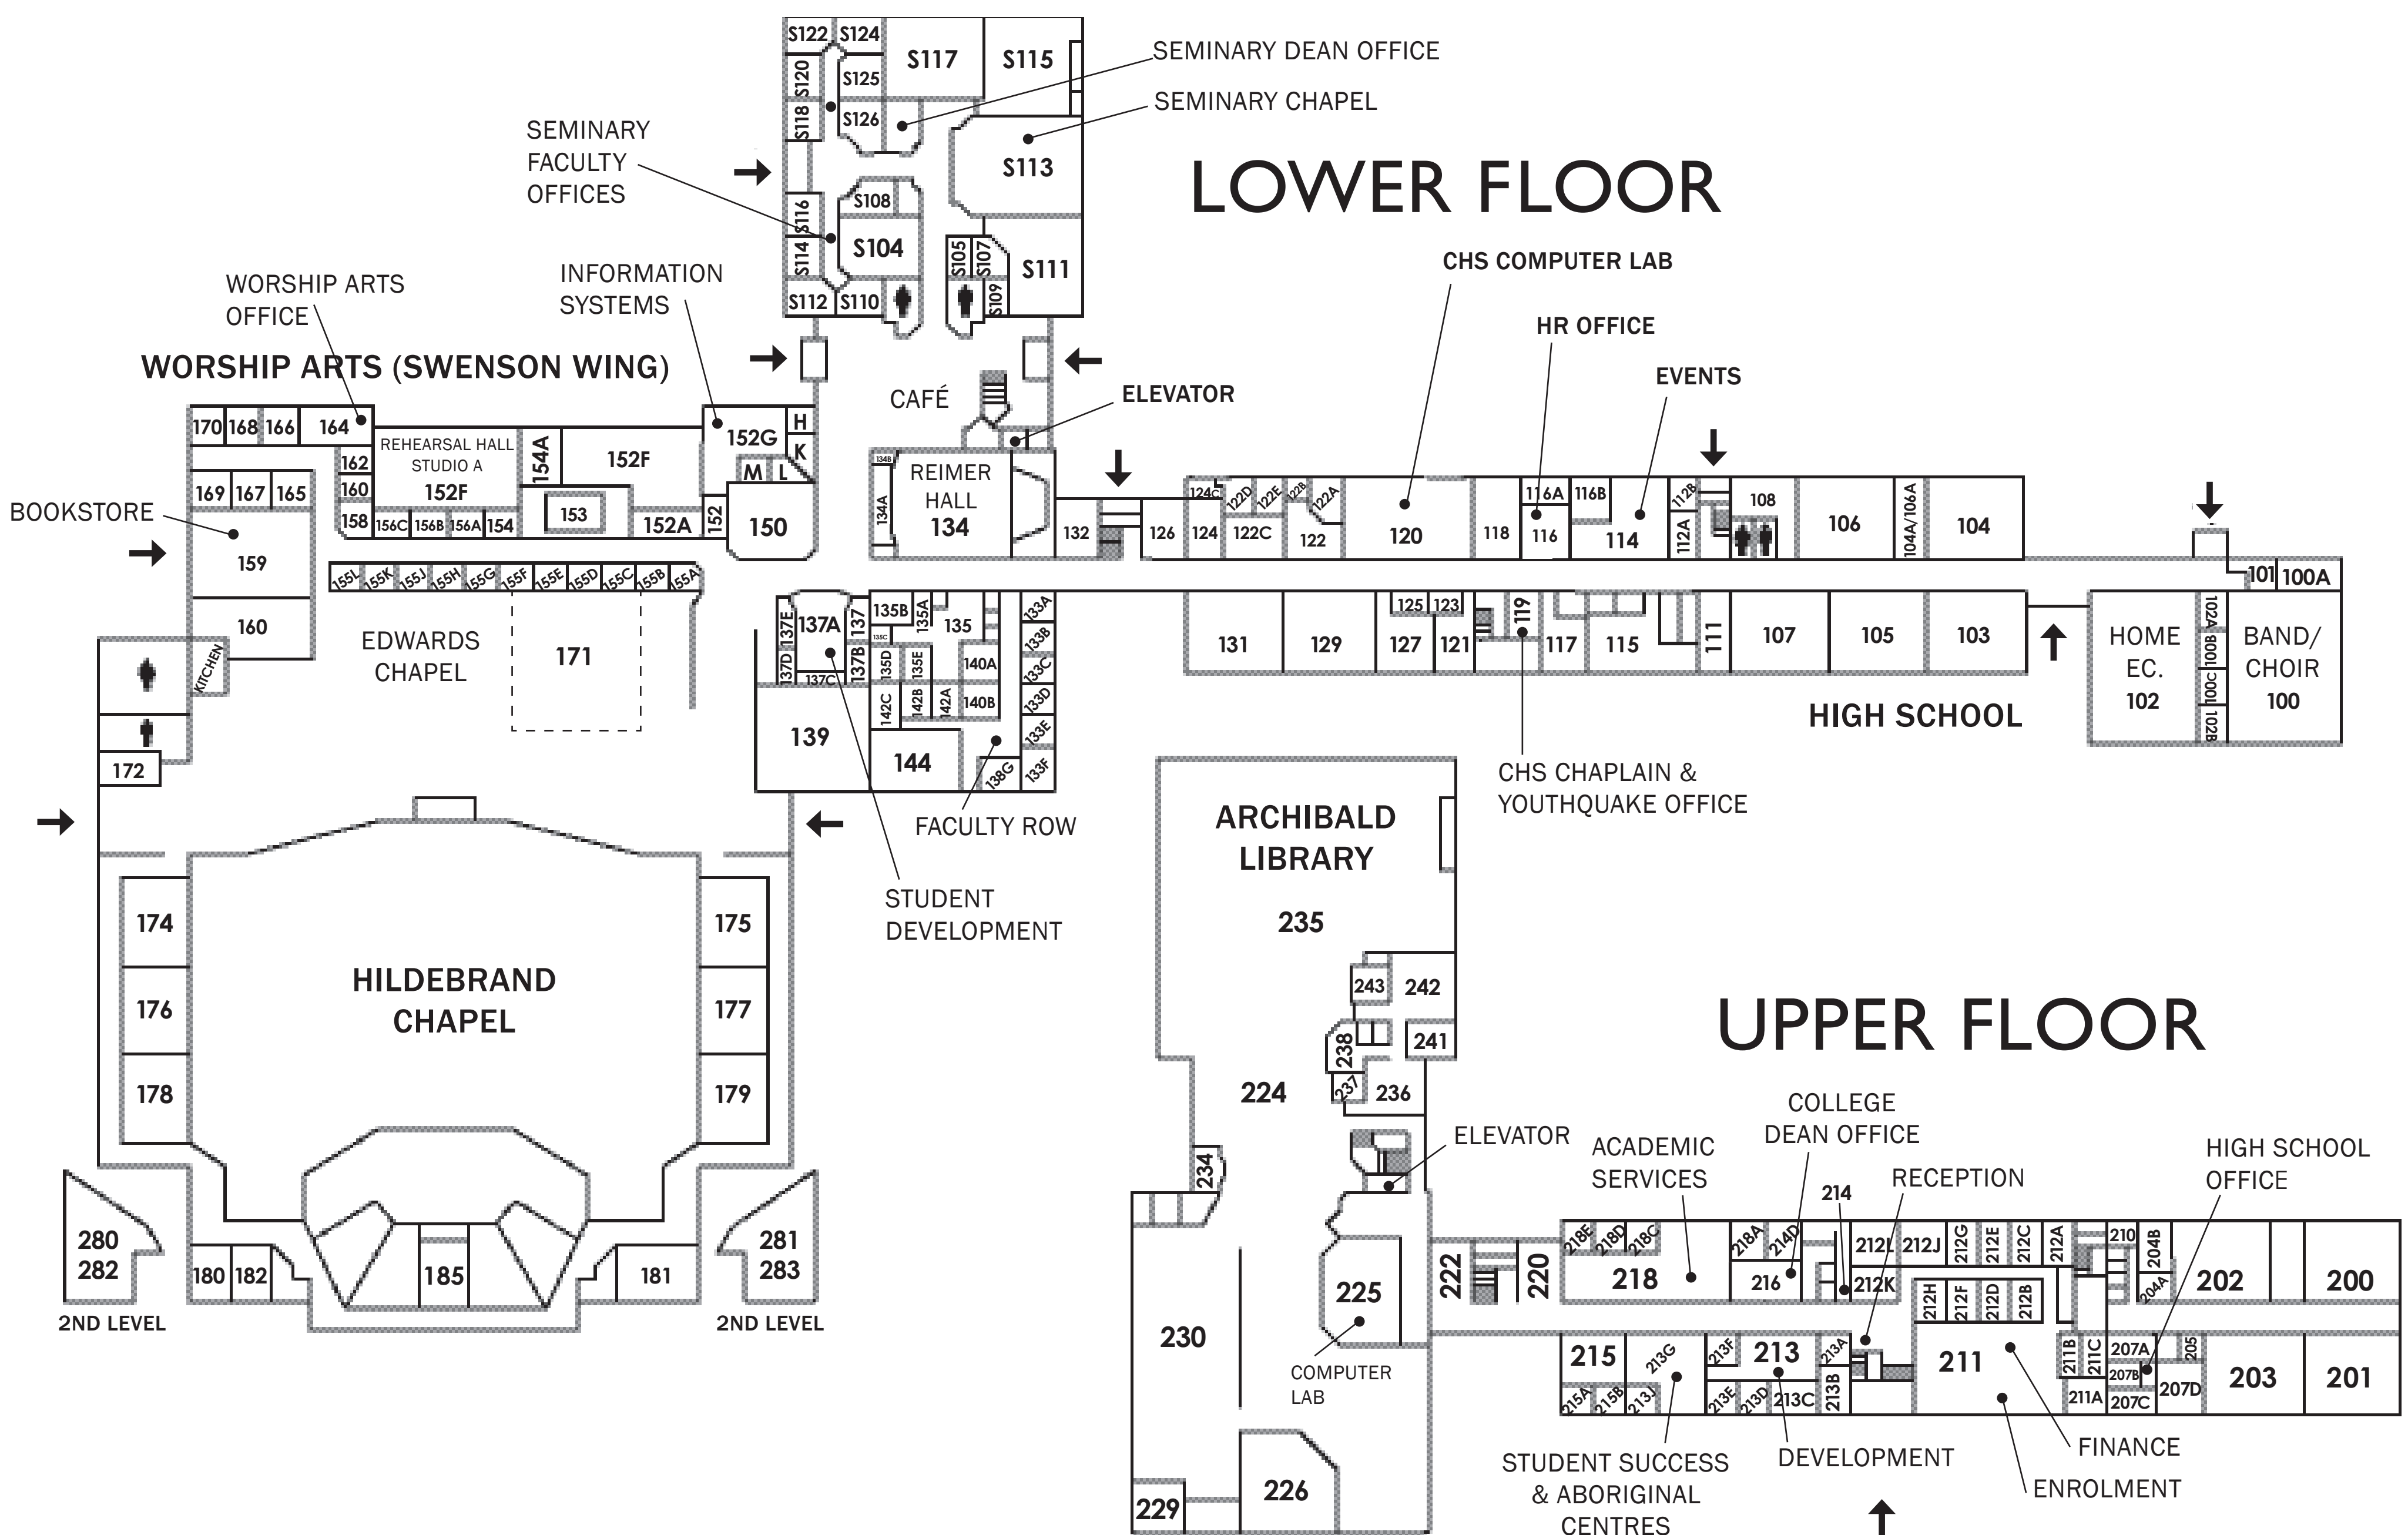 S122
S124
S117
S115
SEMINARY DEAN OFFICE
S120
S125
SEMINARY CHAPEL
S118
S126
SEMINARY
FACULTY
OFFICES
S113
LOWER FLOOR
S108
S116
S104
S114
S105
S107
S111
S112
S110
S109
CHS COMPUTER LAB
HR OFFICE
EVENTS
WORSHIP ARTS
OFFICE
INFORMATION
SYSTEMS
WORSHIP ARTS (SWENSON WING)
CAFÉ
ELEVATOR
170
168
166
164
REHEARSAL HALL
STUDIO A
152F
154A
152F
152G
H
K
M
L
162
160
158
169
167
165
BOOKSTORE
156C
156B
156A
154
153
152A
152
150
134B
134A
REIMER
HALL
134
132
126
124C
124
122D
122E
122B
122A
122C
122
120
118
116A
116
116B
114
112B
112A
108
106
104A/106A
104
159
155L
155K
155J
155H
155G
155F
155E
155D
155C
155B
155A
101
100A
160
KITCHEN
EDWARDS
CHAPEL
171
137E
137A
137
137D
137B
137C
135B
135A
135
135C
135D
135E
140A
142C
142B
142A
140B
133A
133B
133C
133D
133E
133F
138G
139
144
131
129
125
123
127
121
119
117
115
111
107
105
103
HOME
EC.
102
102A
100B
100C
102B
BAND/
CHOIR
100
HIGH SCHOOL
172
FACULTY ROW
STUDENT
DEVELOPMENT
CHS CHAPLAIN &
YOUTHQUAKE OFFICE
174
175
176
177
178
179
HILDEBRAND
CHAPEL
280
282
2ND LEVEL
180
182
185
181
281
283
2ND LEVEL
ARCHIBALD
LIBRARY
235
243
242
238
241
237
236
224
234
UPPER FLOOR
ELEVATOR
ACADEMIC
SERVICES
COLLEGE
DEAN OFFICE
214
RECEPTION
HIGH SCHOOL
OFFICE
230
225
COMPUTER
LAB
229
226
222
220
218E
218D
218C
218
218A
214D
216
212L
212K
212J
212G
212E
212C
212A
212H
212F
212D
212B
210
204B
204A
202
200
215
215A
215B
213G
213J
213F
213
213A
213E
213D
213C
213B
211
211B
211C
211A
207A
207B
207C
205
207D
203
201
STUDENT SUCCESS
& ABORIGINAL
CENTRES
DEVELOPMENT
FINANCE
ENROLMENT